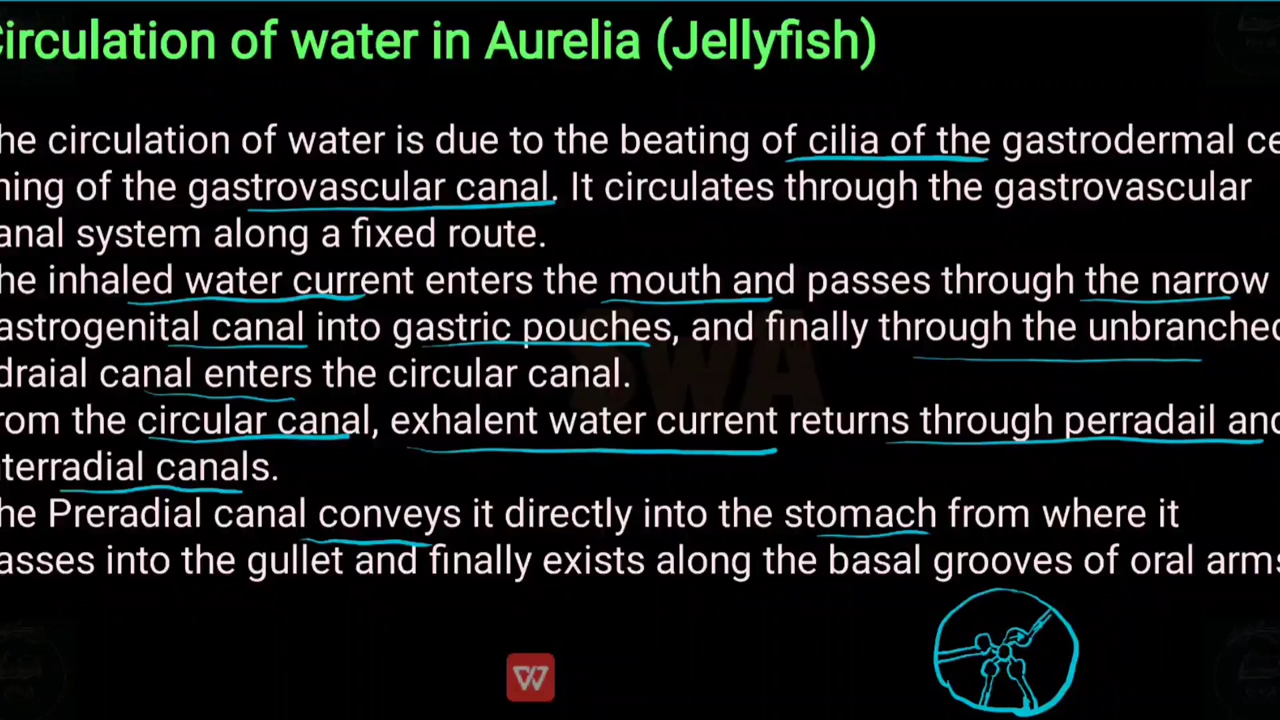 Circulation of water in Aurelia (Jellyfish)
he circulation of water is due to the beating of cilia of the gastrodermal ce
ning of the gastrovascular canal. It circulates through the gastrovascular
anal system along a fixed route.
he inhaled water current enters the mouth and passes through the narrow
astrogenital canal into gastric pouches, and finally through the unbranched
draial canal enters the circular canal.
rom the circular canal, exhalent water current returns through perradail and
terradial canals.
he Preradial canal conveys it directly into the stomach from where it
asses into the gullet and finally exists along the basal grooves of oral arms